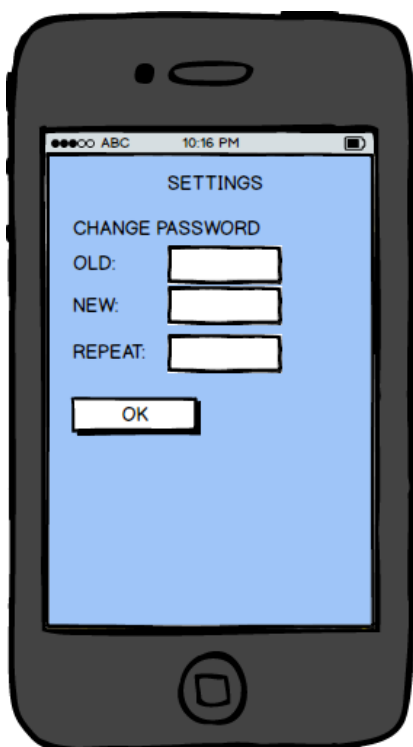 ABC 10:16 PM
SETTINGS
CHANGE PASSWORD
OLD:
NEW:
REPEAT:
OK